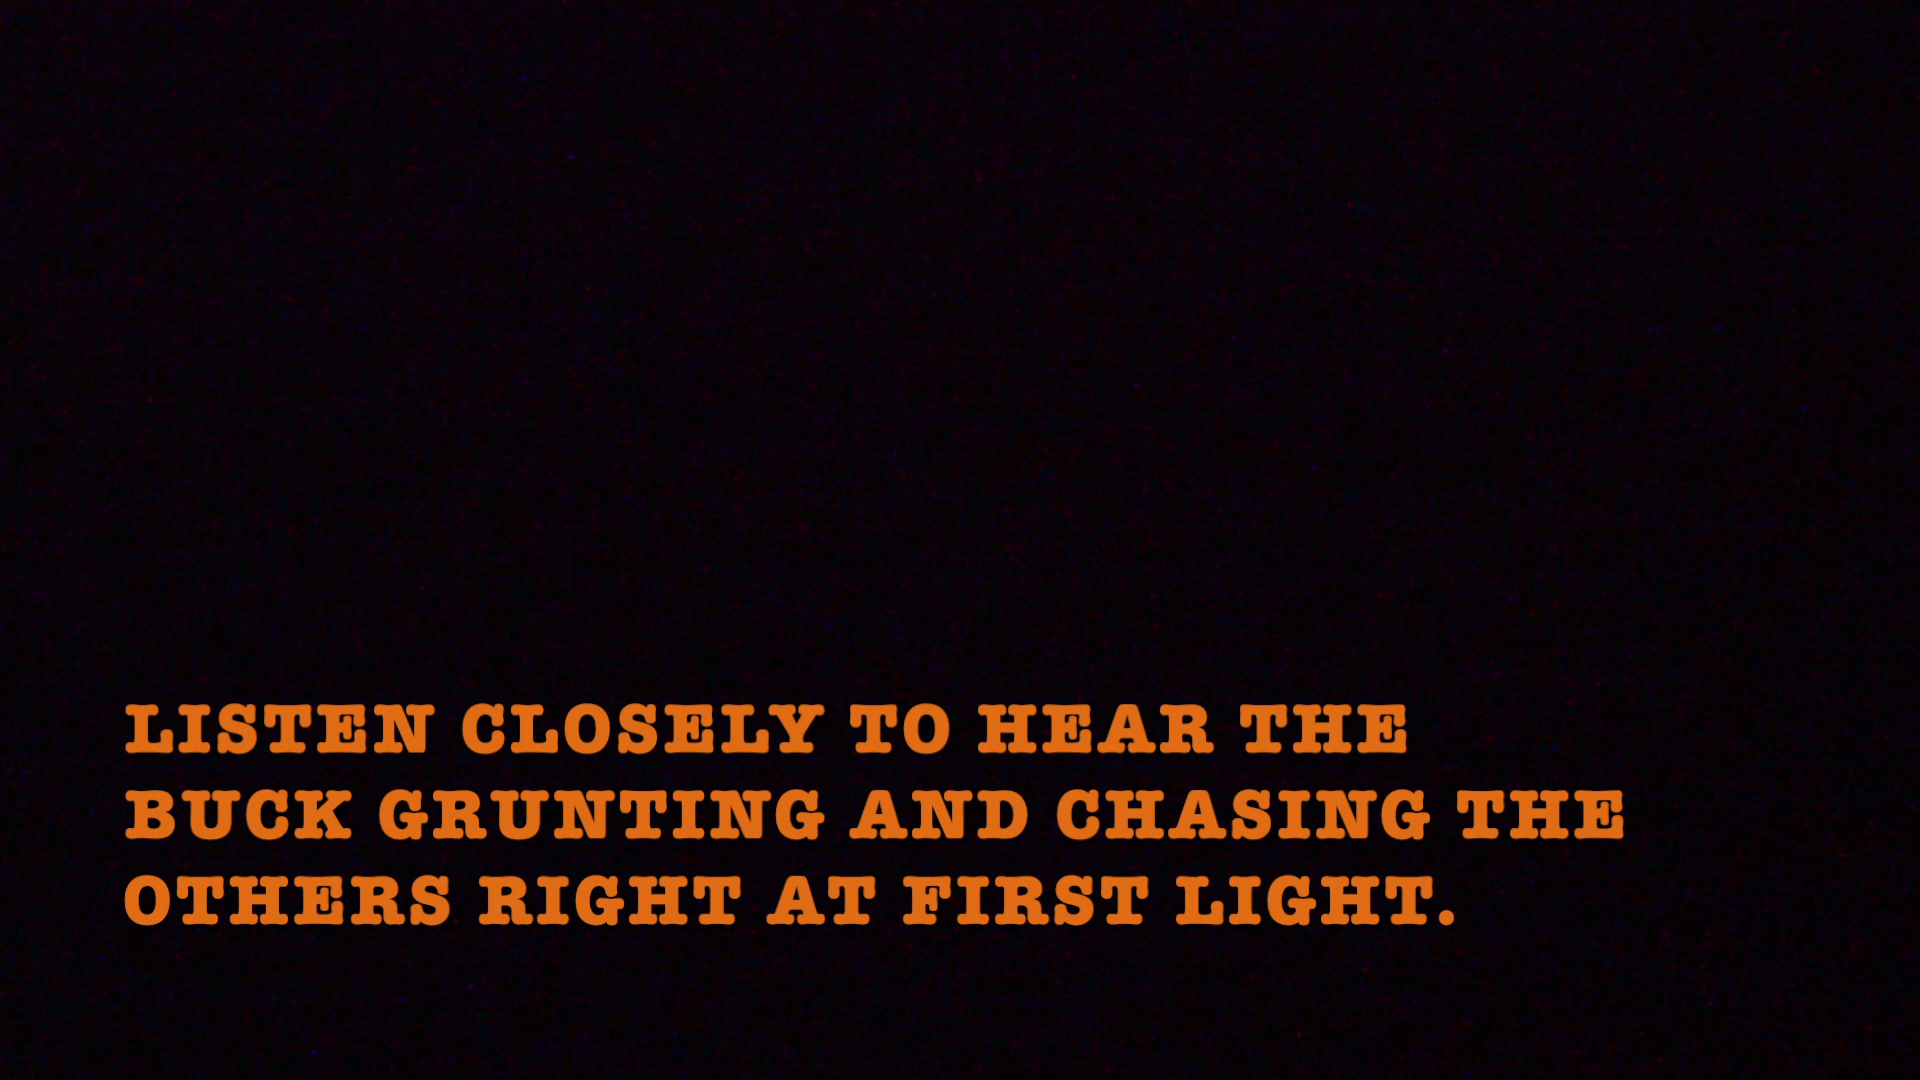 LISTEN CLOSELY TO HEAR THE
BUCK GRUNTING AND CHASING THE
OTHERS RIGHT AT FIRST LIGHT.